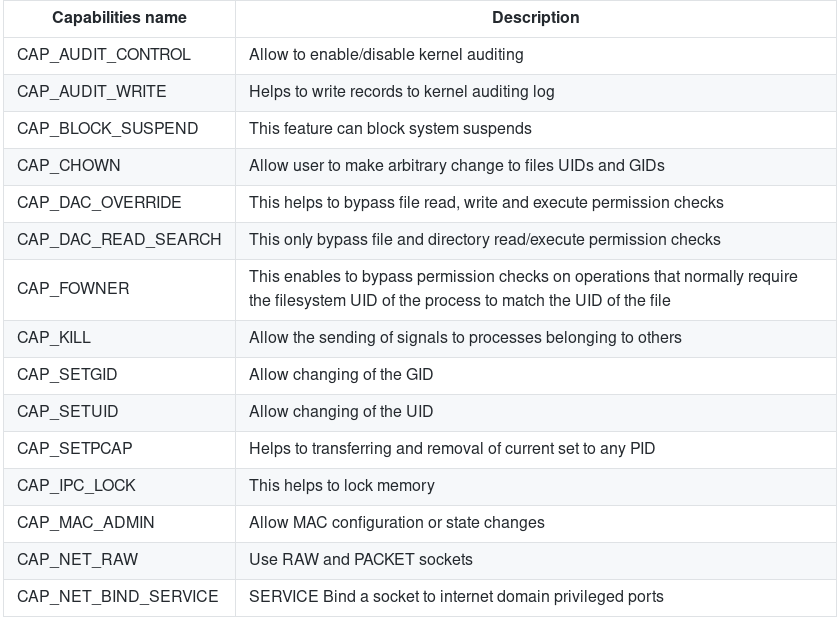 Capabilities name Description
CAP_AUDIT_CONTROL Allow to enable/disable kernel auditing
CAP_AUDIT_WRITE Helps to write records to kernel auditing log
CAP_BLOCK_SUSPEND This feature can block system suspends
CAP_CHOWN Allow user to make arbitrary change to files UIDs and GIDs
CAP_DAC_OVERRIDE This helps to bypass file read, write and execute permission checks
CAP_DAC_READ_SEARCH This only bypass file and directory read/execute permission checks
CAP_FOWNER This enables to bypass permission checks on operations that normally require
the filesystem UID of the process to match the UID of the file
CAP_KILL Allow the sending of signals to processes belonging to others
CAP_SETGID Allow changing of the GID
CAP_SETUID Allow changing of the UID
CAP_SETPCAP Helps to transferring and removal of current set to any PID
CAP_IPC_LOCK This helps to lock memory
CAP_MAC_ADMIN Allow MAC configuration or state changes
CAP_NET_RAW Use RAW and PACKET sockets
CAP_NET_BIND_SERVICE SERVICE Bind a socket to internet domain privileged ports